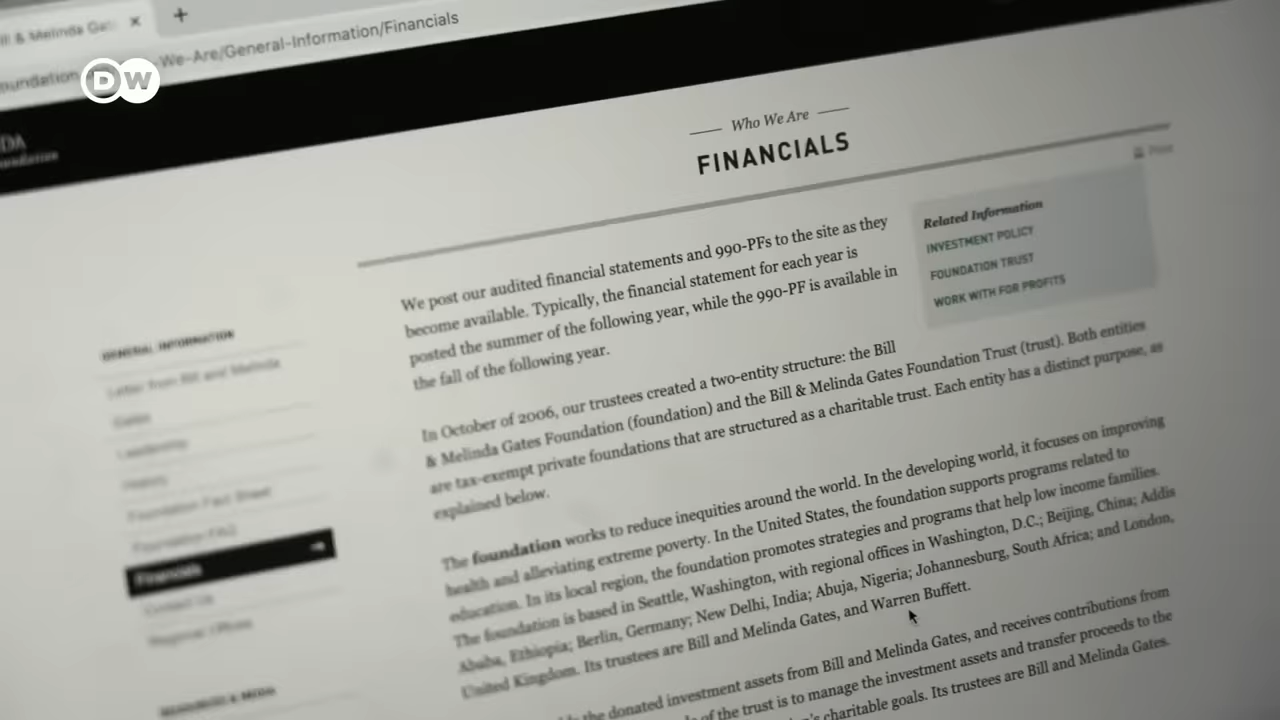 ll & Melinda Gat
oundation
We-Are/General-Information/Financials
DW
DA
oundation
Who We Are
FINANCIALS
Print
We post our audited financial statements and 990-PFs to the site as they
become available. Typically, the financial statement for each year is
posted the summer of the following year, while the 990-PF is available in
the fall of the following year.
Related Information
INVESTMENT POLICY
FOUNDATION TRUST
WORK WITH FOR PROFITS
In October of 2006, our trustees created a two-entity structure: the Bill
& Melinda Gates Foundation (foundation) and the Bill & Melinda Gates Foundation Trust (trust). Both entities
are tax-exempt private foundations that are structured as a charitable trust. Each entity has a distinct purpose, as
explained below.
The foundation works to reduce inequities around the world. In the developing world, it focuses on improving
health and alleviating extreme poverty. In the United States, the foundation supports programs related to
education. In its local region, the foundation promotes strategies and programs that help low income families.
The foundation is based in Seattle, Washington, with regional offices in Washington, D.C.; Beijing, China; Addis
Ababa, Ethiopia; Berlin, Germany; New Delhi, India; Abuja, Nigeria; Johannesburg, South Africa; and London,
United Kingdom. Its trustees are Bill and Melinda Gates, and Warren Buffett.
the donated investment assets from Bill and Melinda Gates, and receives contributions from
of the trust is to manage the investment assets and transfer proceeds to the
charitable goals. Its trustees are Bill and Melinda Gates.
GENERAL INFORMATION
Letter from Bill and Melinda
Leadership
History
Foundation Fact Sheet
Foundation FAQ
Financials
Contact Us